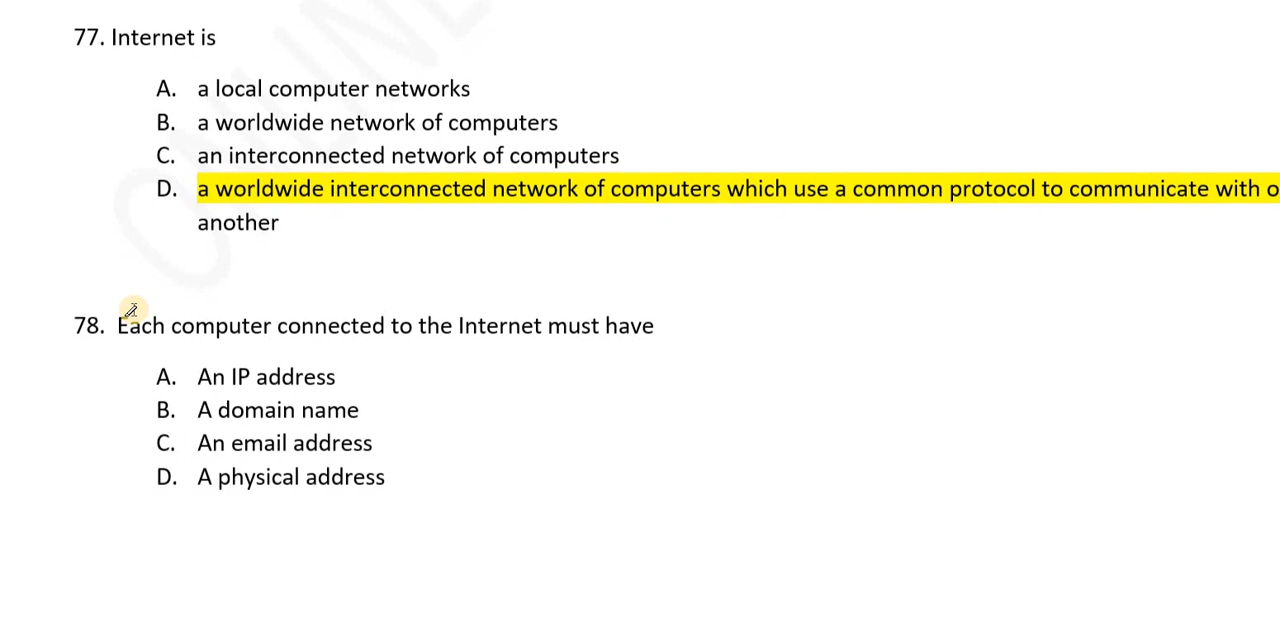 77. Internet is
A. a local computer networks
B. a worldwide network of computers
C. an interconnected network of computers
D. a worldwide interconnected network of computers which use a common protocol to communicate with
another
78. Each computer connected to the Internet must have
A. An IP address
B. A domain name
C. An email address
D. A physical address